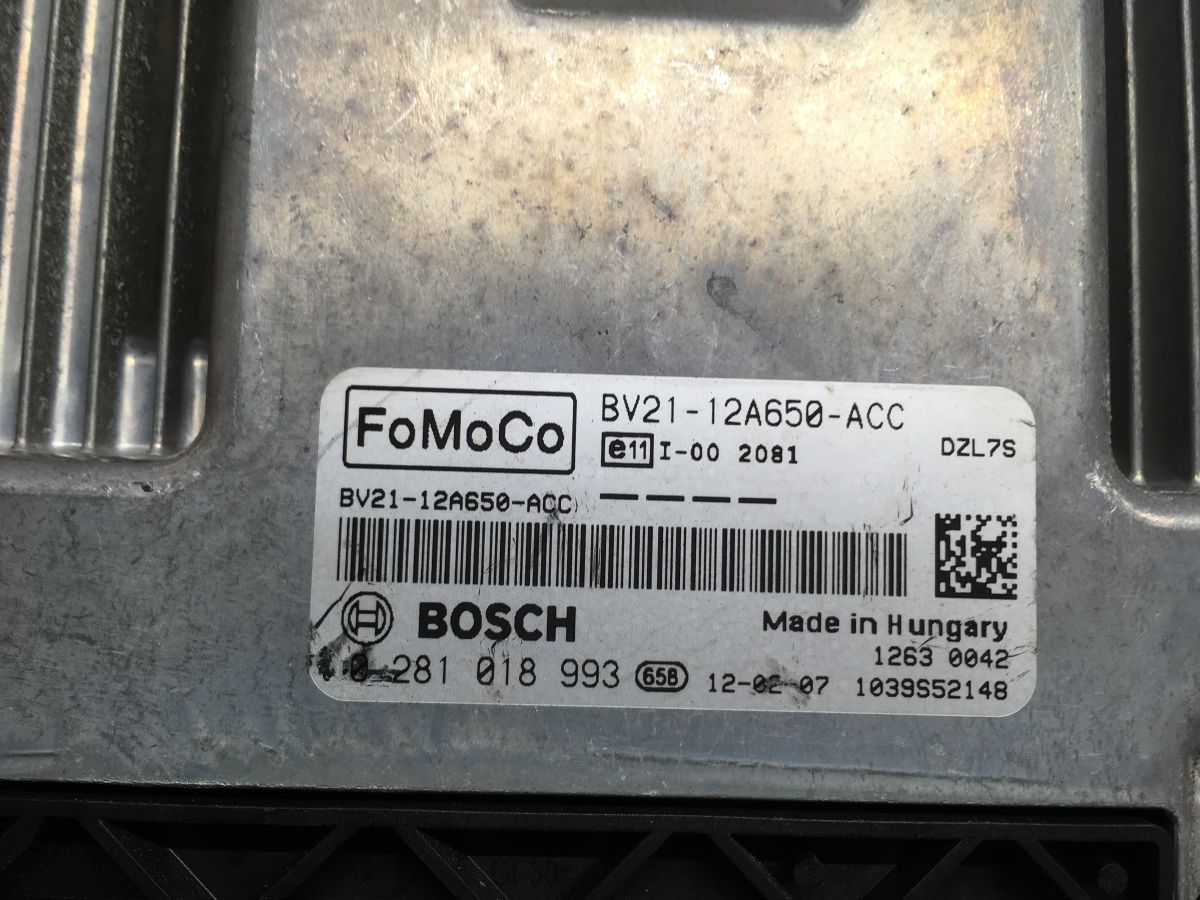 FoMoCo
BV21-12A650-ACC
e11 I-00 2081
DZL7S
BV21-12A650-ACC
BOSCH
Made in Hungary
1263 0042
0 281 018 993 65B 12-02-07 1039S52148